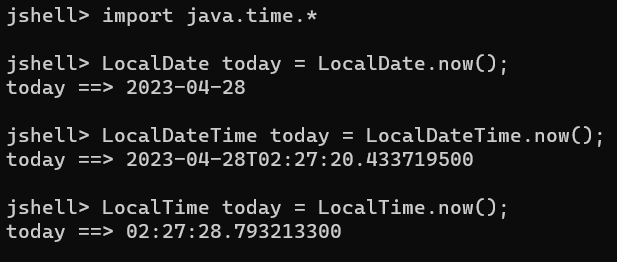 jshell> import java.time.*
jshell> LocalDate today = LocalDate.now();
today ==> 2023-04-28
jshell> LocalDateTime today = LocalDateTime.now();
today ==> 2023-04-28T02:27:20.433719500
jshell> LocalTime today = LocalTime.now();
today ==> 02:27:28.793213300